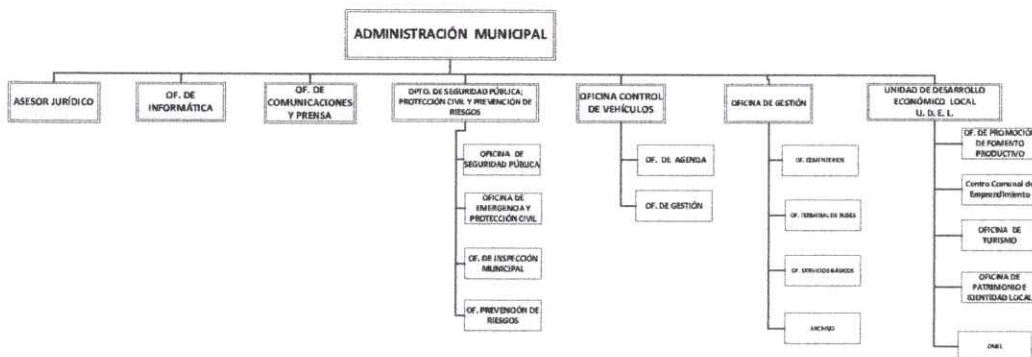 ADMINISTRACIÓN MUNICIPAL
ASESOR JURÍDICO
OF. DE
INFORMÁTICA
OF. DE
COMUNICACIONES
Y PRENSA
DPTO. DE SEGURIDAD PÚBLICA,
PROTECCIÓN CIVIL Y PREVENCIÓN DE
RIESGOS
OFICINA CONTROL
DE VEHÍCULOS
OFICINA DE GESTIÓN
UNIDAD DE DESARROLLO
ECONÓMICO LOCAL
U. D. E. L.
OFICINA DE
SEGURIDAD PÚBLICA
OFICINA DE
EMERGENCIA Y
PROTECCIÓN CIVIL
OF. DE INSPECCIÓN
MUNICIPAL
OF. PREVENCIÓN DE
RIESGOS
OF. DE AGENDA
OF. DE GESTIÓN
OF. CEMENTERIOS
OF. TERMINAL DE BUSES
OF. SERVICIOS BÁSICOS
OF. DE PROMOCION
DE FOMENTO
PRODUCTIVO
Centro Comunal de
Emprendimiento
OFICINA DE
TURISMO
OFICINA DE
PATRIMONIO E
IDENTIDAD LOCAL
OMIL